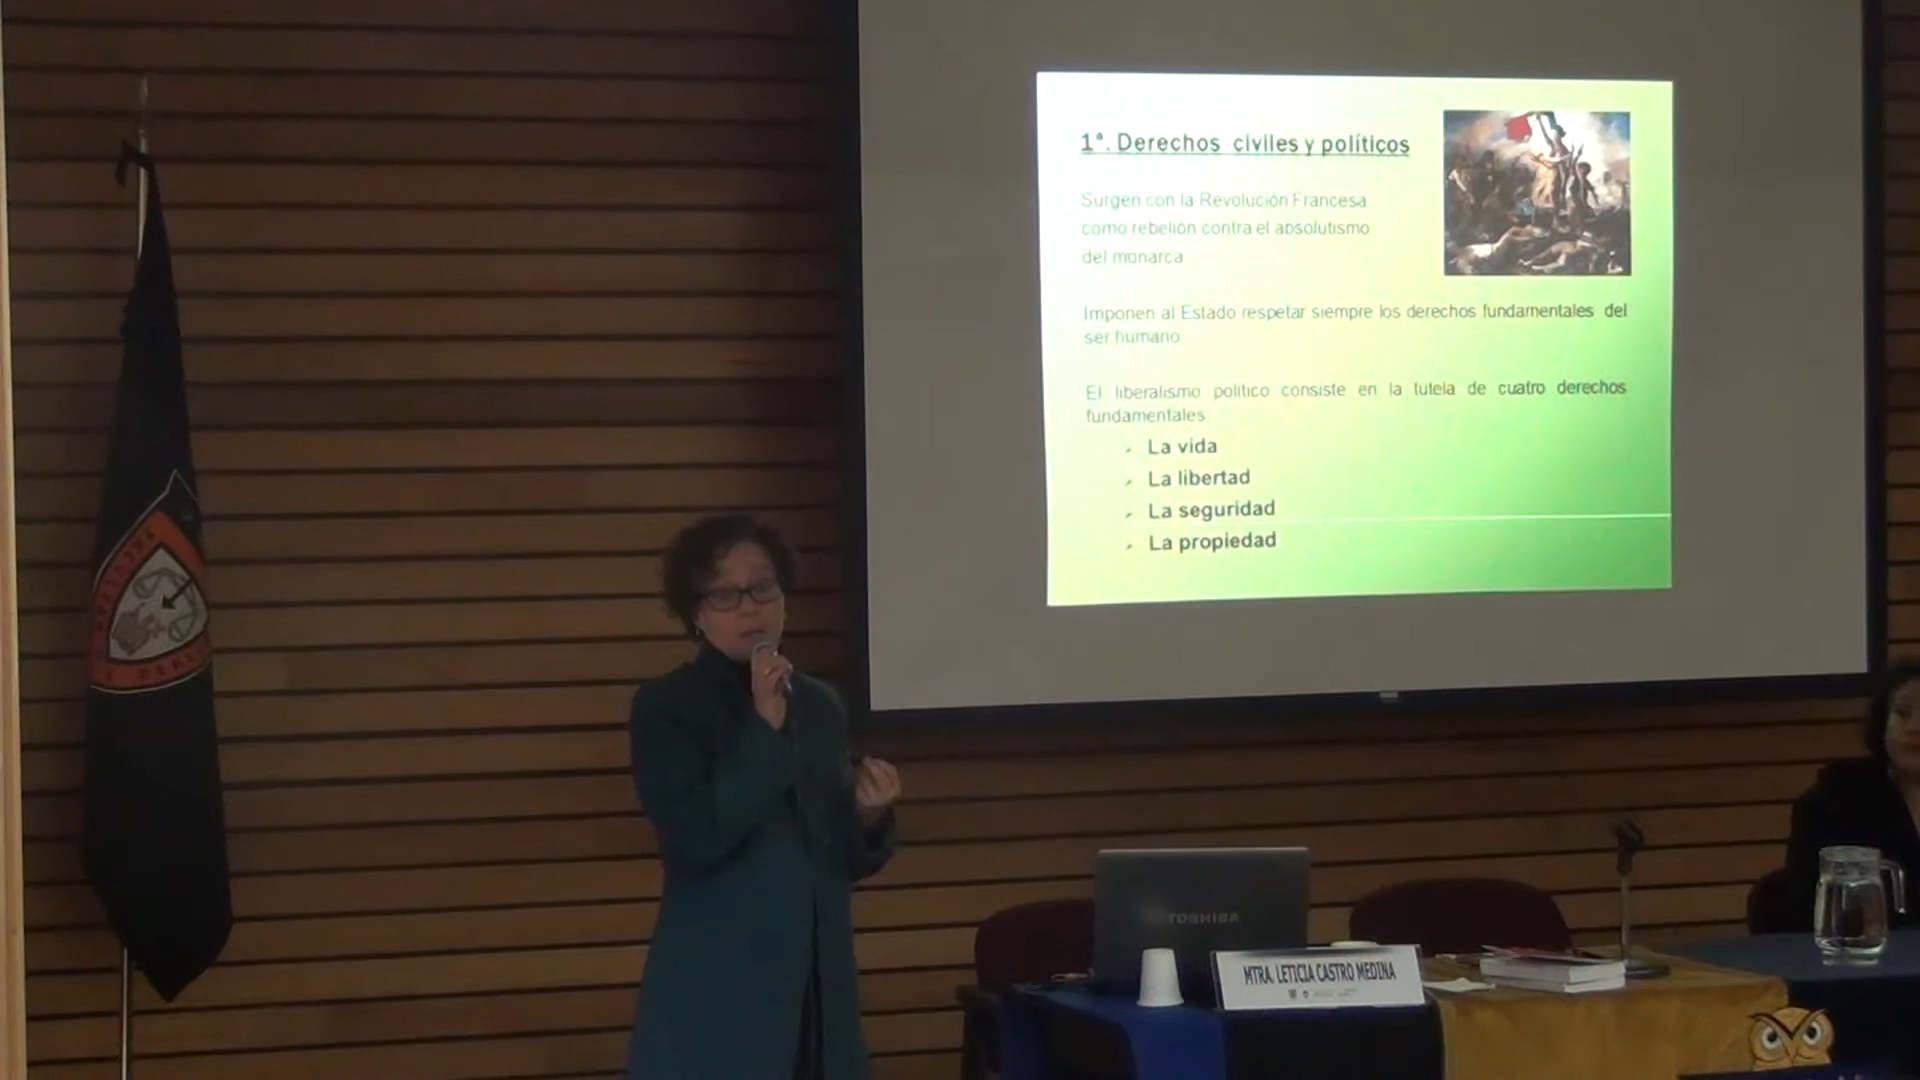 1ª. Derechos civiles y políticos
Surgen con la Revolución Francesa
como rebelión contra el absolutismo
del monarca
Imponen al Estado respetar siempre los derechos fundamentales del
ser humano
El liberalismo político consiste en la tutela de cuatro derechos
fundamentales
La vida
La libertad
La seguridad
La propiedad
TOSHIBA
MTRA. LETICIA CASTRO MEDINA